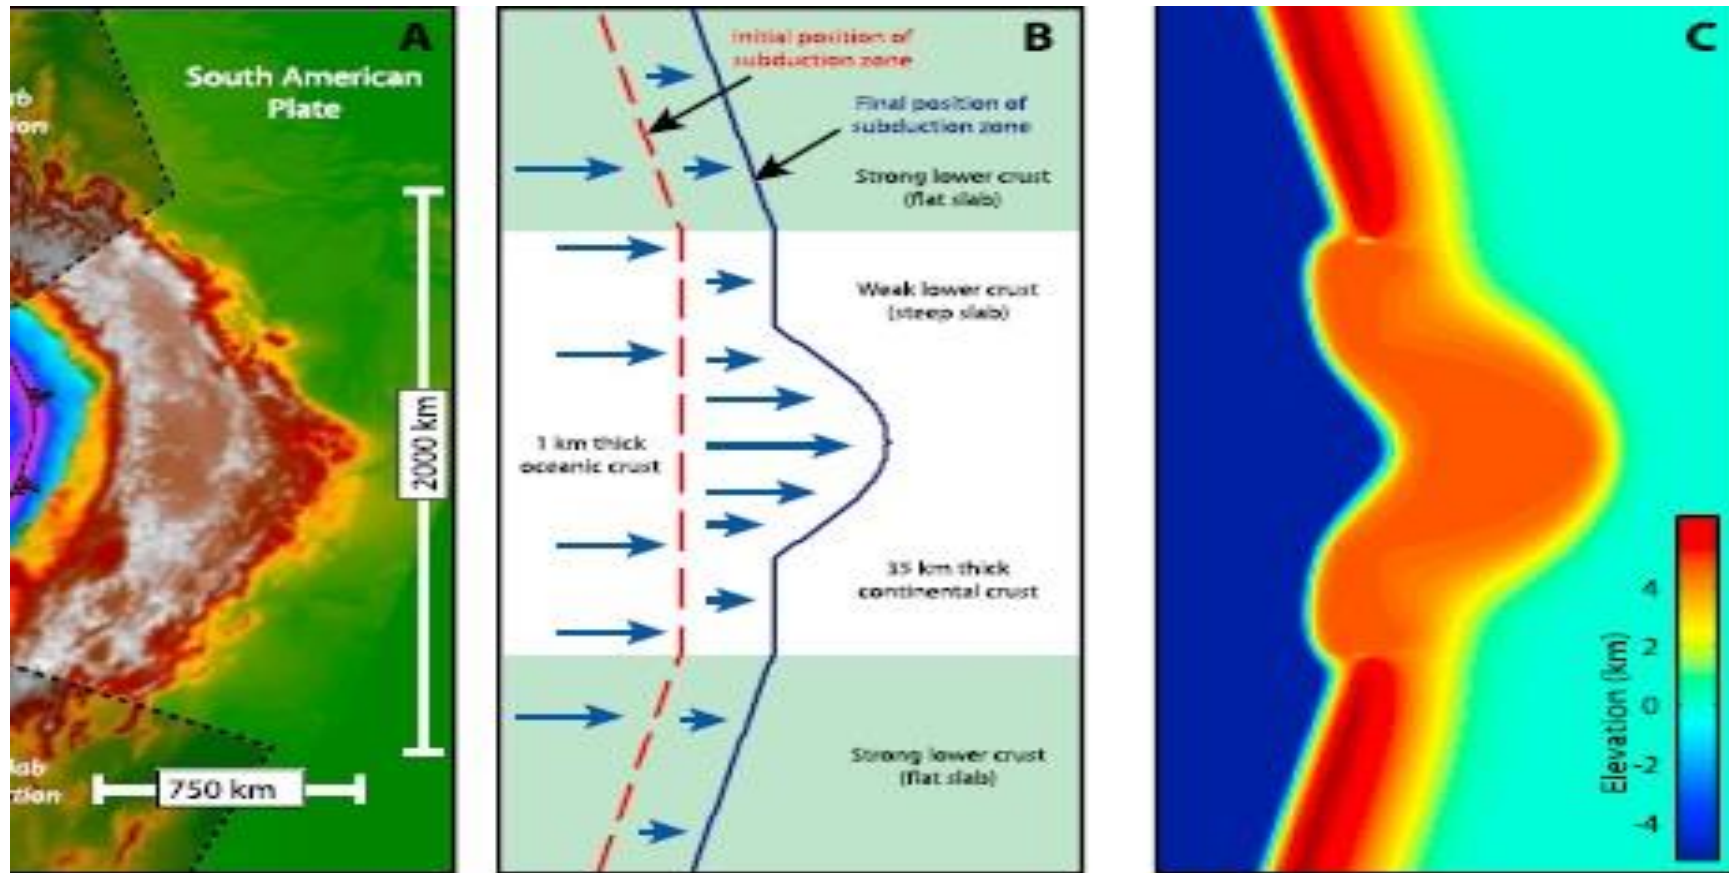 A
South American
Plate
2000 km
750 km
B
Initial position of
subduction zone
Final position of
subduction zone
Strong lower crust
(flat slab)
Weak lower crust
(steep slab)
1 km thick
oceanic crust
35 km thick
continental crust
Strong lower crust
(flat slab)
C
Elevation (km)
4
2
0
-2
-4